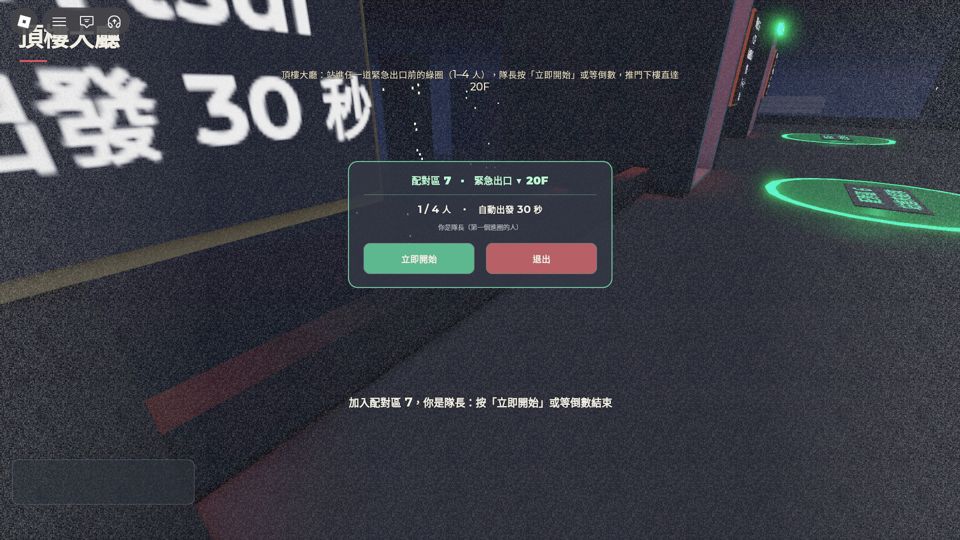 頂樓大廳
頂樓大廳：站進任一道緊急出口前的綠圈（1–4 人），隊長按「立即開始」或等倒數，推門下樓直達
20F
出發 30 秒
配對區 7 • 緊急出口 ▼ 20F
1 / 4 人 • 自動出發 30 秒
你是隊長（第一個進圈的人）
立即開始
退出
加入配對區 7，你是隊長：按「立即開始」或等倒數結束